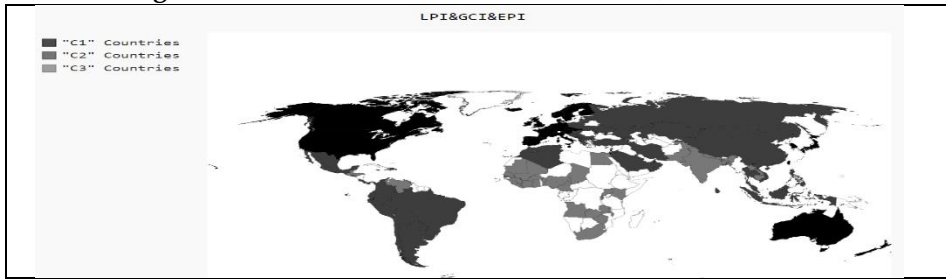 LPI&GCI&EPI
"C1" Countries
"C2" Countries
"C3" Countries